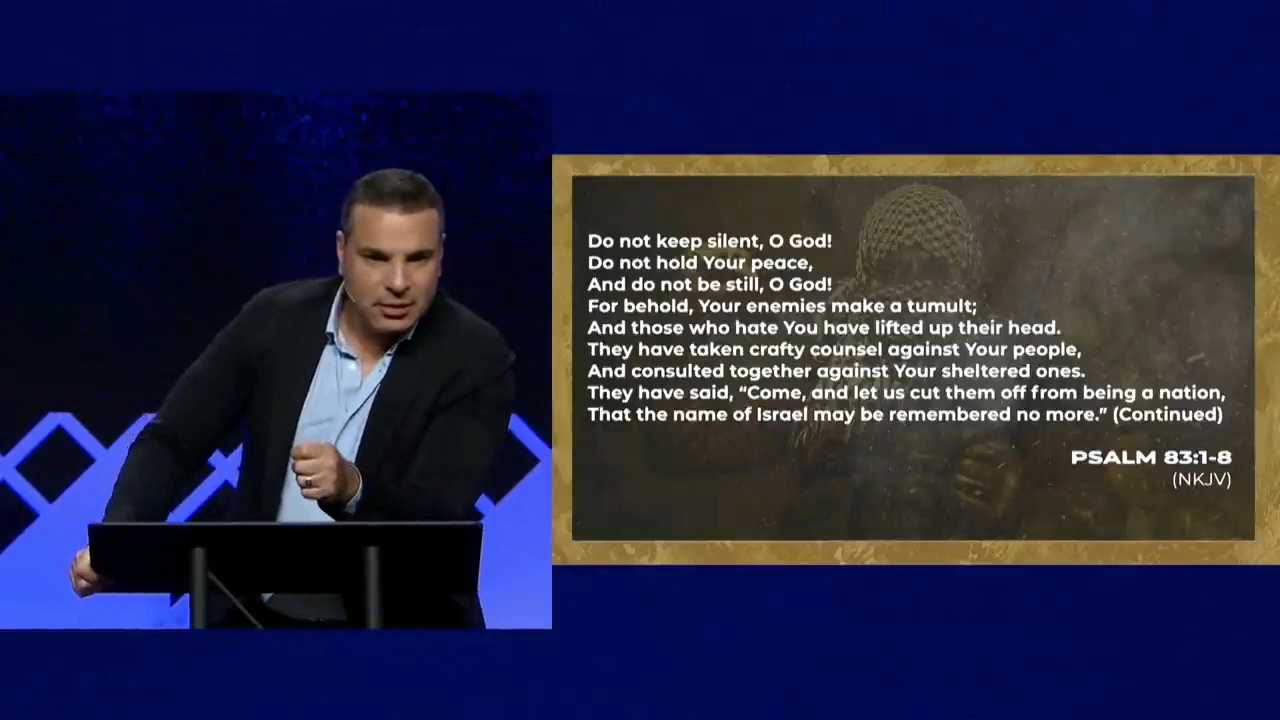 Do not keep silent, O God!
Do not hold Your peace,
And do not be still, O God!
For behold, Your enemies make a tumult;
And those who hate You have lifted up their head.
They have taken crafty counsel against Your people,
And consulted together against Your sheltered ones.
They have said, “Come, and let us cut them off from being a nation,
That the name of Israel may be remembered no more.” (Continued)
PSALM 83:1-8
(NKJV)